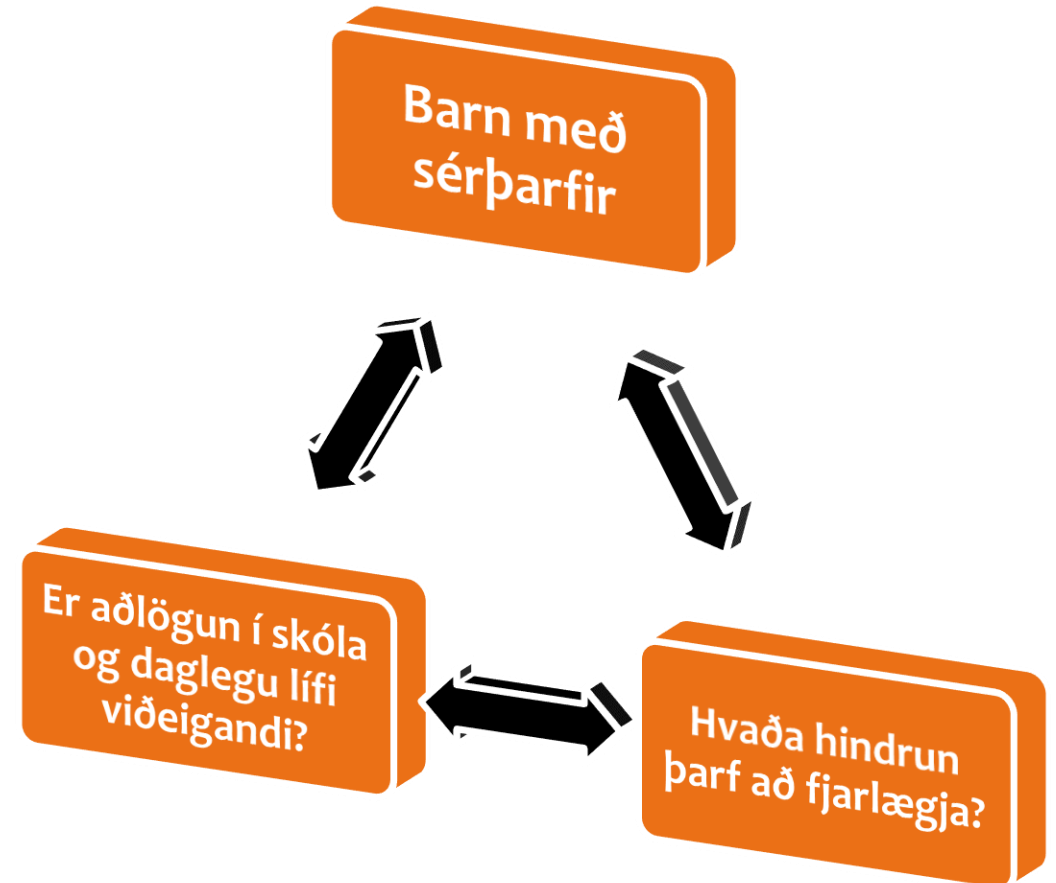 Barn með
sérþarfir
Er aðlögun í skóla
og daglegu lífi
viðeigandi?
Hvaða hindrun
þarf að fjarlægja?